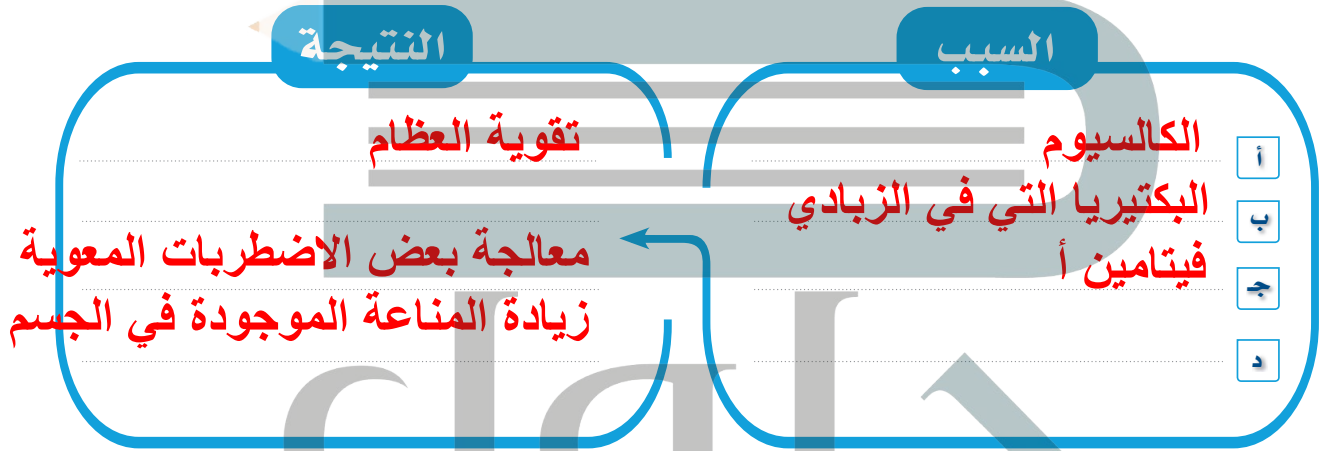 السبب
النتيجة
أ
الكالسيوم
تقوية العظام
ب
البكتيريا التي في الزبادي
معالجة بعض الاضطربات المعوية
جـ
فيتامين أ
زيادة المناعة الموجودة في الجسم
د
حلول